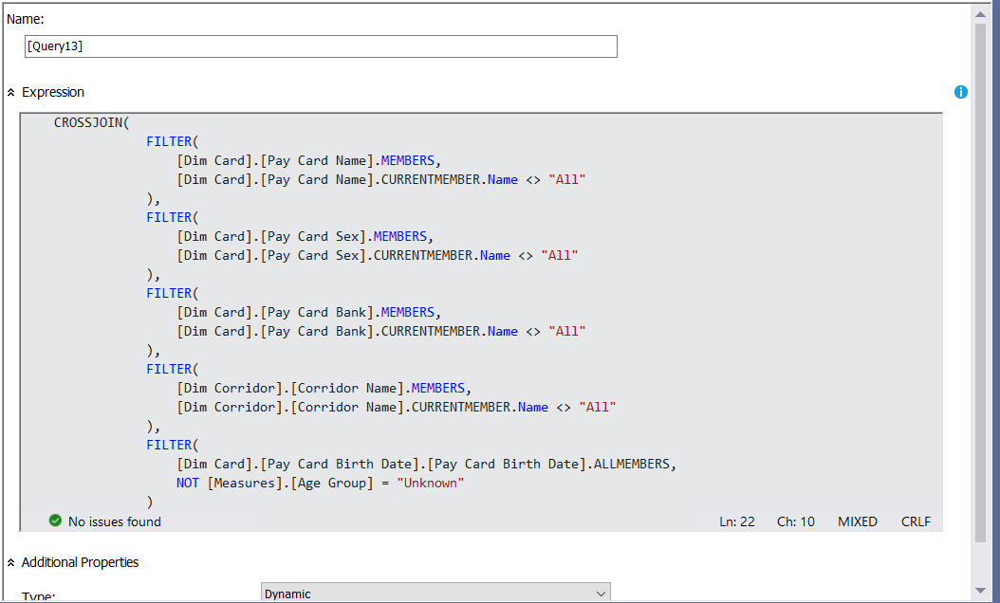 Name:
[Query13]
Expression
CROSSJOIN(
FILTER(
[Dim Card].[Pay Card Name].MEMBERS,
[Dim Card].[Pay Card Name].CURRENTMEMBER.Name <> "All"
),
FILTER(
[Dim Card].[Pay Card Sex].MEMBERS,
[Dim Card].[Pay Card Sex].CURRENTMEMBER.Name <> "All"
),
FILTER(
[Dim Card].[Pay Card Bank].MEMBERS,
[Dim Card].[Pay Card Bank].CURRENTMEMBER.Name <> "All"
),
FILTER(
[Dim Corridor].[Corridor Name].MEMBERS,
[Dim Corridor].[Corridor Name].CURRENTMEMBER.Name <> "All"
),
FILTER(
[Dim Card].[Pay Card Birth Date].[Pay Card Birth Date].ALLMEMBERS,
NOT [Measures].[Age Group] = "Unknown"
)
No issues found Ln: 22 Ch: 10 MIXED CRLF
Additional Properties
Type: Dynamic